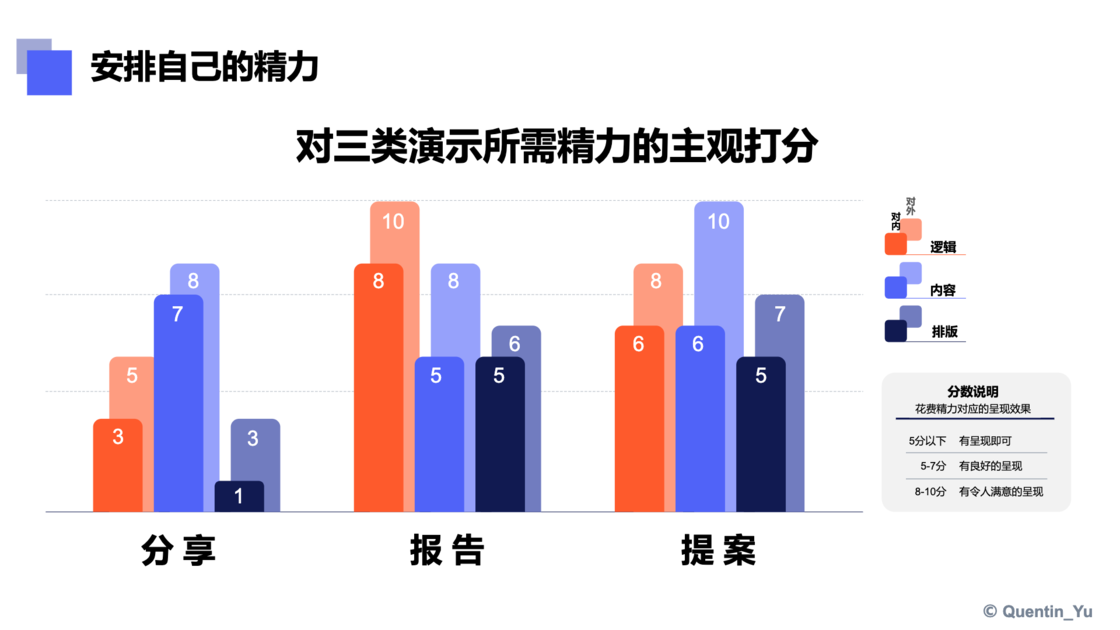 安排自己的精力
对三类演示所需精力的主观打分
3
5
7
8
1
3
8
10
5
8
5
6
6
8
6
10
5
7
分享
报告
提案
对内
对外
逻辑
内容
排版
分数说明
花费精力对应的呈现效果
5分以下 有呈现即可
5-7分 有良好的呈现
8-10分 有令人满意的呈现
© Quentin_Yu